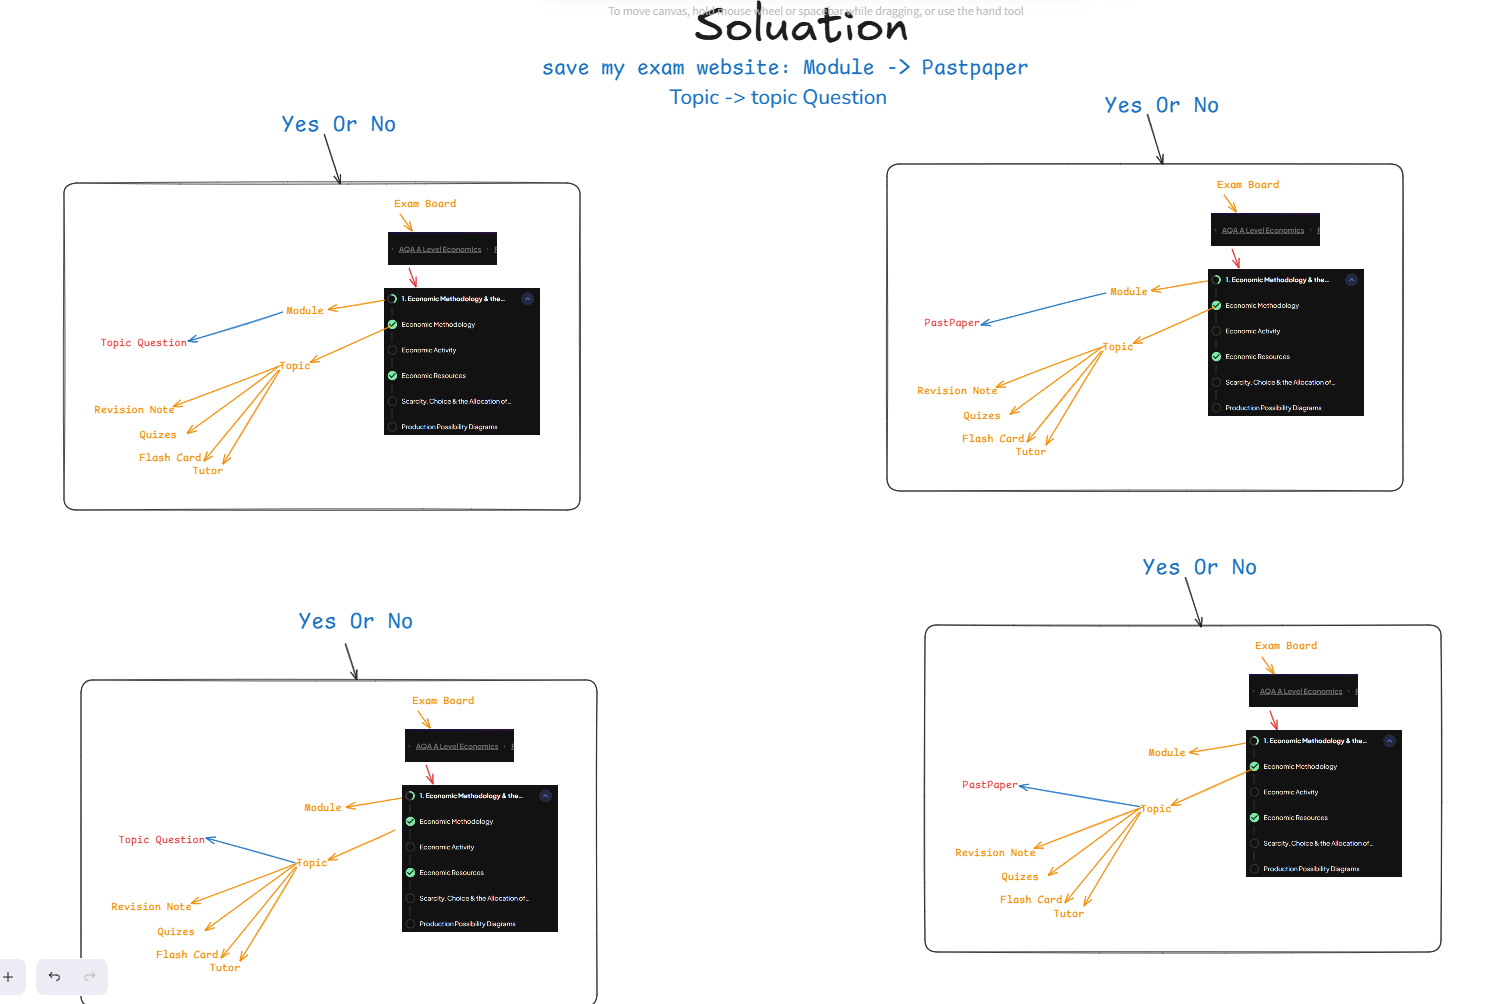 To move canvas, hold mouse wheel or spacebar while dragging, or use the hand tool
Soluation
save my exam website: Module -> Pastpaper
Topic -> topic Question
Yes Or No
Exam Board
AQA A Level Economics
1. Economic Methodology & the...
Module
Economic Methodology
Topic Question
Economic Activity
Topic
Economic Resources
Scarcity, Choice & the Allocation of...
Revision Note
Production Possibility Diagrams
Quizes
Flash Card
Tutor
Yes Or No
Exam Board
AQA A Level Economics
1. Economic Methodology & the...
Module
Economic Methodology
PastPaper
Economic Activity
Topic
Economic Resources
Scarcity, Choice & the Allocation of...
Revision Note
Production Possibility Diagrams
Quizes
Flash Card
Tutor
Yes Or No
Exam Board
AQA A Level Economics
1. Economic Methodology & the...
Module
Economic Methodology
Topic Question
Economic Activity
Topic
Economic Resources
Scarcity, Choice & the Allocation of...
Revision Note
Production Possibility Diagrams
Quizes
Flash Card
Tutor
Yes Or No
Exam Board
AQA A Level Economics
1. Economic Methodology & the...
Module
Economic Methodology
PastPaper
Economic Activity
Topic
Economic Resources
Scarcity, Choice & the Allocation of...
Revision Note
Production Possibility Diagrams
Quizes
Flash Card
Tutor